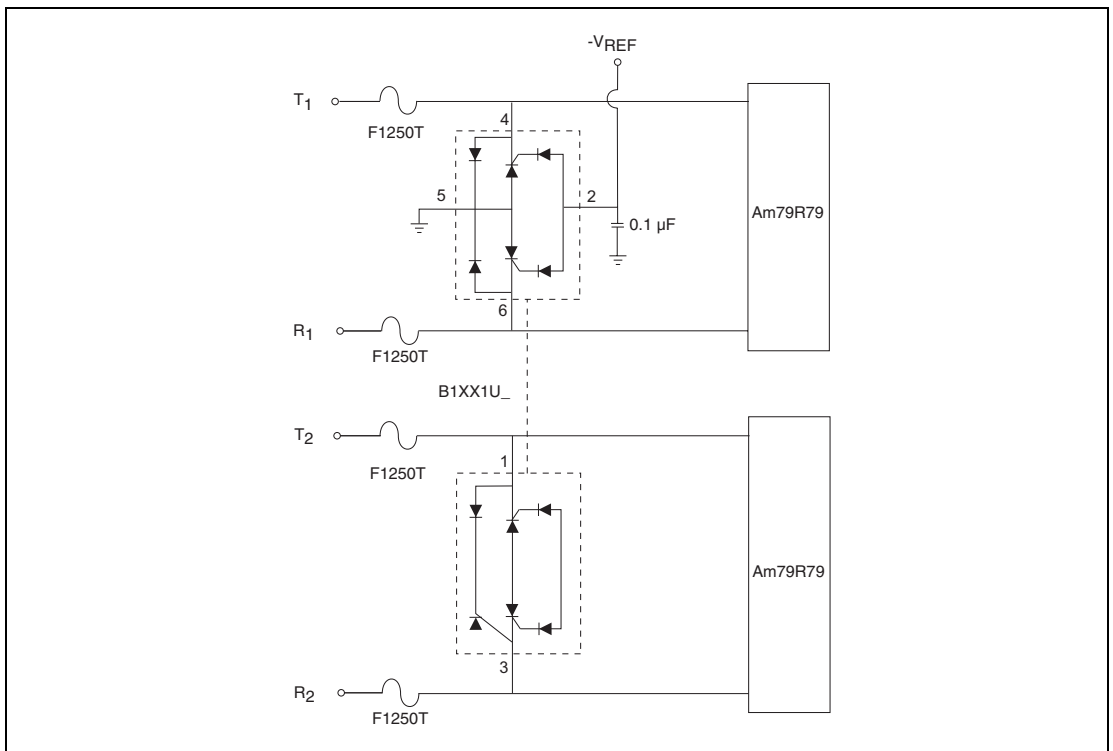 -VREF
T1
F1250T
4
5
2
Am79R79
0.1 µF
6
R1
F1250T
B1XX1U_
T2
F1250T
1
Am79R79
3
R2
F1250T